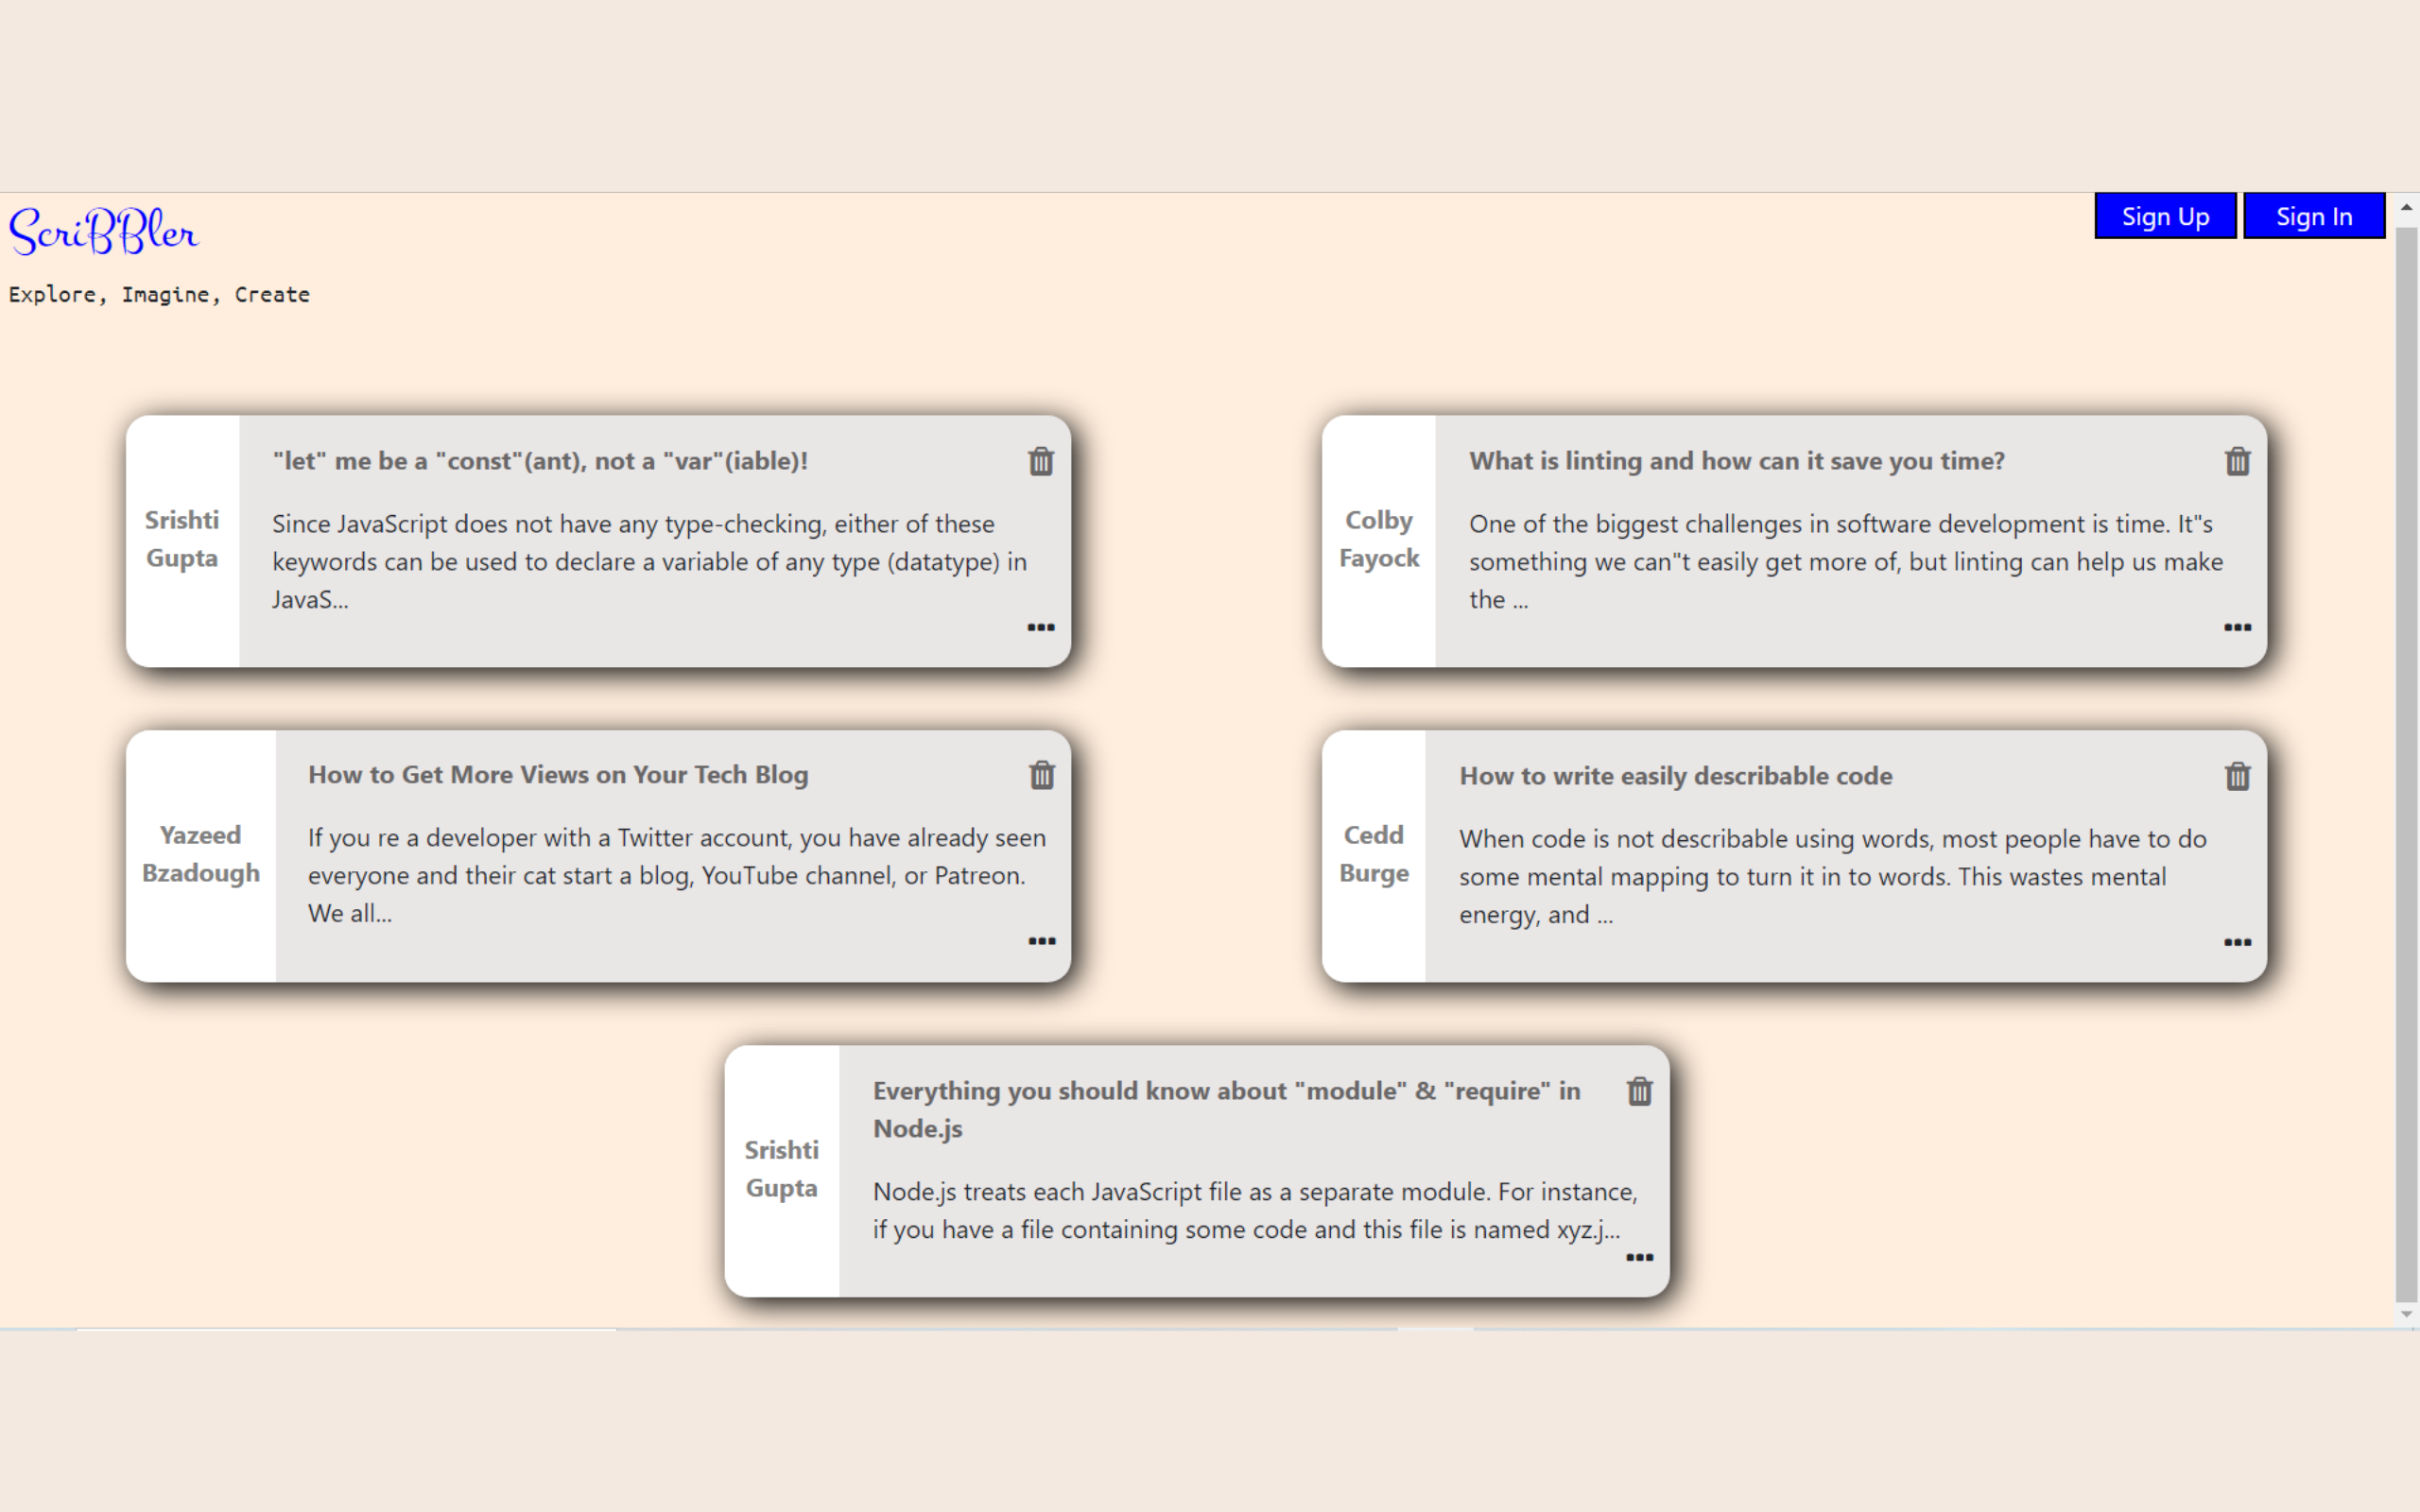 ScriBBler
Sign Up
Sign In
Explore, Imagine, Create
Srishti
Gupta
"let" me be a "const"(ant), not a "var"(iable)!
Since JavaScript does not have any type-checking, either of these
keywords can be used to declare a variable of any type (datatype) in
JavaS...
Colby
Fayock
What is linting and how can it save you time?
One of the biggest challenges in software development is time. It"s
something we can"t easily get more of, but linting can help us make
the ...
Yazeed
Bzadough
How to Get More Views on Your Tech Blog
If you re a developer with a Twitter account, you have already seen
everyone and their cat start a blog, YouTube channel, or Patreon.
We all...
Cedd
Burge
How to write easily describable code
When code is not describable using words, most people have to do
some mental mapping to turn it in to words. This wastes mental
energy, and ...
Srishti
Gupta
Everything you should know about "module" & "require" in
Node.js
Node.js treats each JavaScript file as a separate module. For instance,
if you have a file containing some code and this file is named xyz.j...